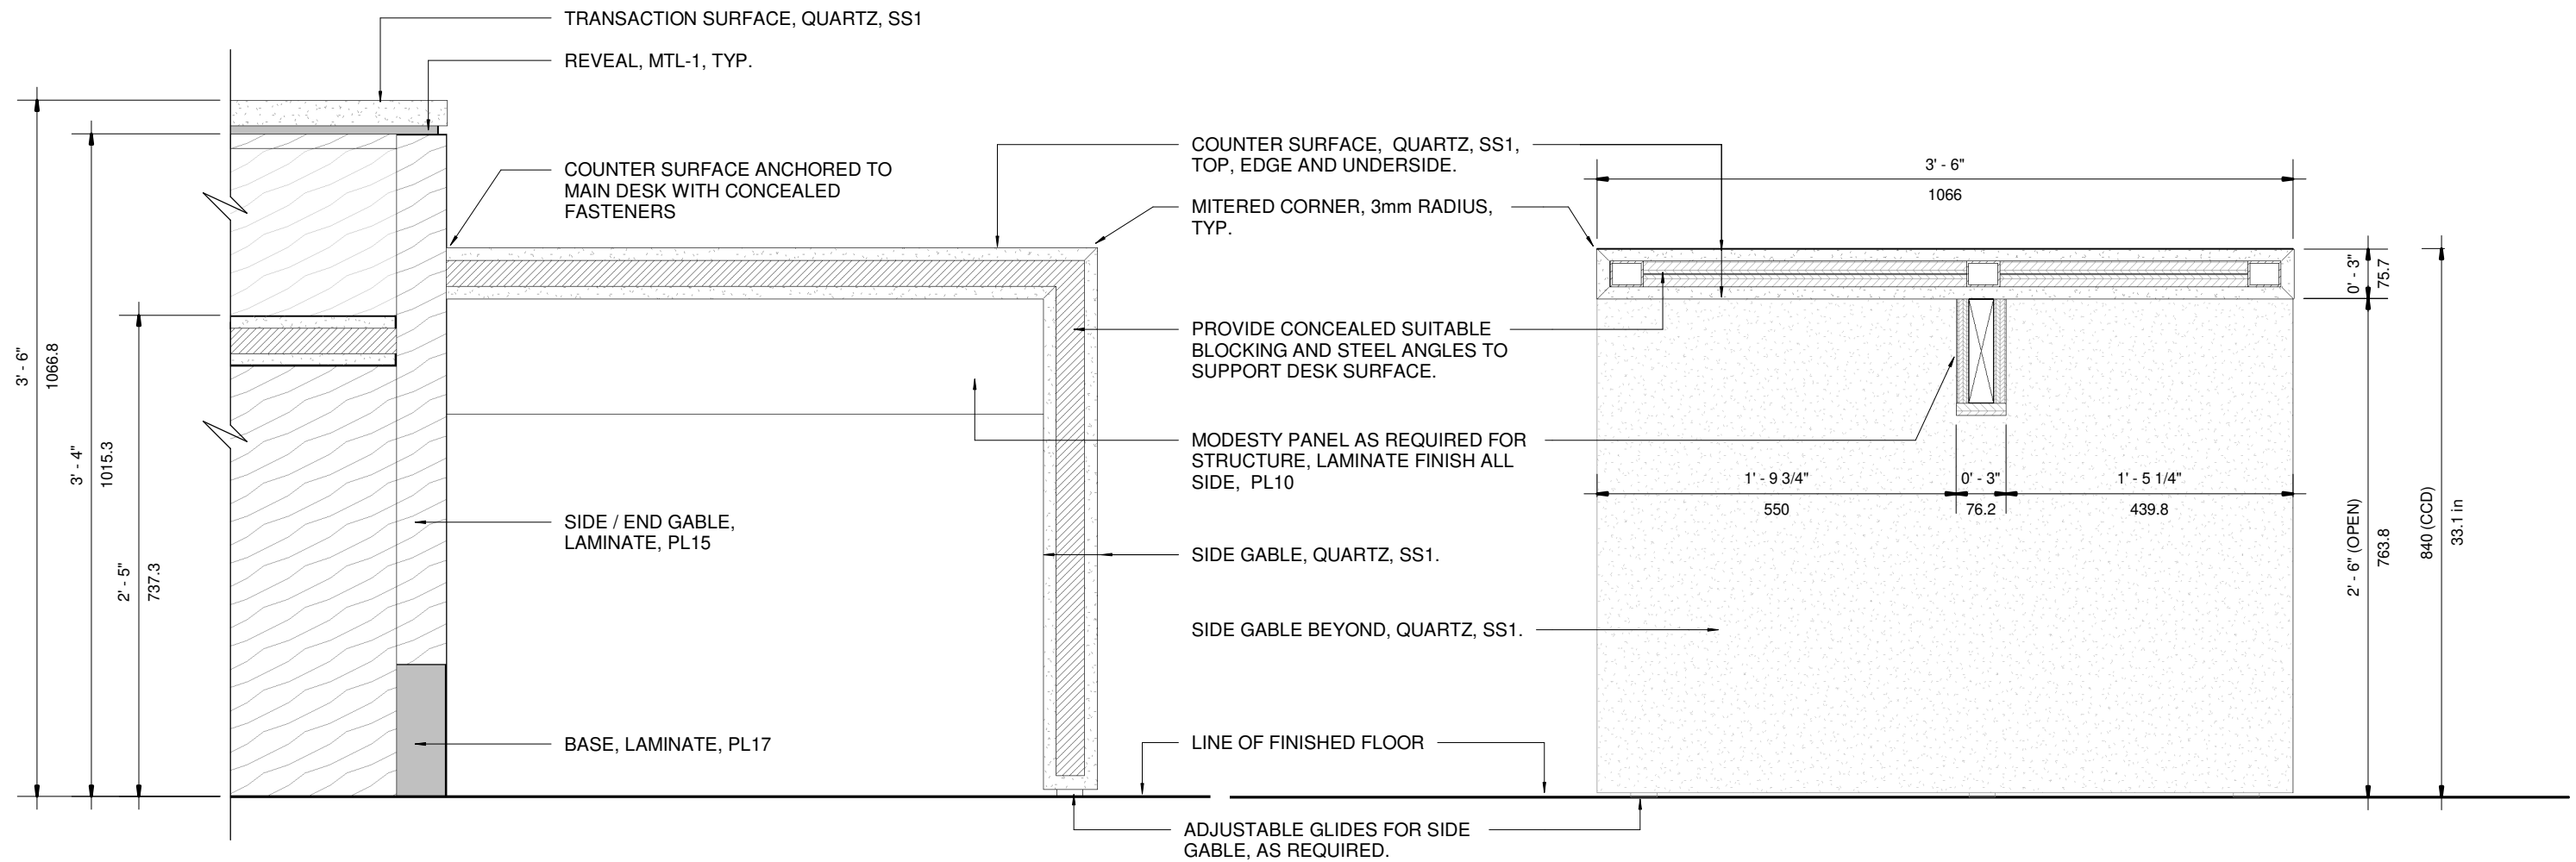 TRANSACTION SURFACE, QUARTZ, SS1
REVEAL, MTL-1, TYP.
COUNTER SURFACE ANCHORED TO
MAIN DESK WITH CONCEALED
FASTENERS
SIDE / END GABLE,
LAMINATE, PL15
BASE, LAMINATE, PL17
3' - 6"
1066.8
3' - 4"
1015.3
2' - 5"
737.3
COUNTER SURFACE, QUARTZ, SS1,
TOP, EDGE AND UNDERSIDE.
MITERED CORNER, 3mm RADIUS,
TYP.
PROVIDE CONCEALED SUITABLE
BLOCKING AND STEEL ANGLES TO
SUPPORT DESK SURFACE.
MODESTY PANEL AS REQUIRED FOR
STRUCTURE, LAMINATE FINISH ALL
SIDE, PL10
SIDE GABLE, QUARTZ, SS1.
SIDE GABLE BEYOND, QUARTZ, SS1.
LINE OF FINISHED FLOOR
ADJUSTABLE GLIDES FOR SIDE
GABLE, AS REQUIRED.
3' - 6"
1066
1' - 9 3/4"
550
0' - 3"
76.2
1' - 5 1/4"
439.8
0' - 3"
75.7
2' - 6" (OPEN)
763.8
840 (CCD)
33.1 in